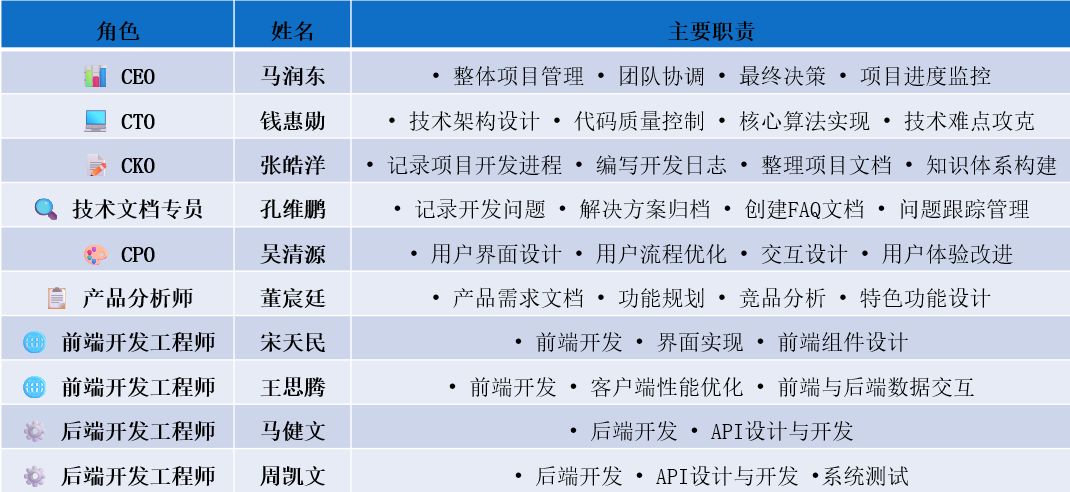 角色 姓名 主要职责
CEO 马润东 • 整体项目管理 • 团队协调 • 最终决策 • 项目进度监控
CTO 钱惠勋 • 技术架构设计 • 代码质量控制 • 核心算法实现 • 技术难点攻克
CKO 张皓洋 • 记录项目开发进程 • 编写开发日志 • 整理项目文档 • 知识体系构建
技术文档专员 孔维鹏 • 记录开发问题 • 解决方案归档 • 创建FAQ文档 • 问题跟踪管理
CPO 吴清源 • 用户界面设计 • 用户流程优化 • 交互设计 • 用户体验改进
产品分析师 董宸廷 • 产品需求文档 • 功能规划 • 竞品分析 • 特色功能设计
前端开发工程师 宋天民 • 前端开发 • 界面实现 • 前端组件设计
前端开发工程师 王思腾 • 前端开发 • 客户端性能优化 • 前端与后端数据交互
后端开发工程师 马健文 • 后端开发 • API设计与开发
后端开发工程师 周凯文 • 后端开发 • API设计与开发 •系统测试